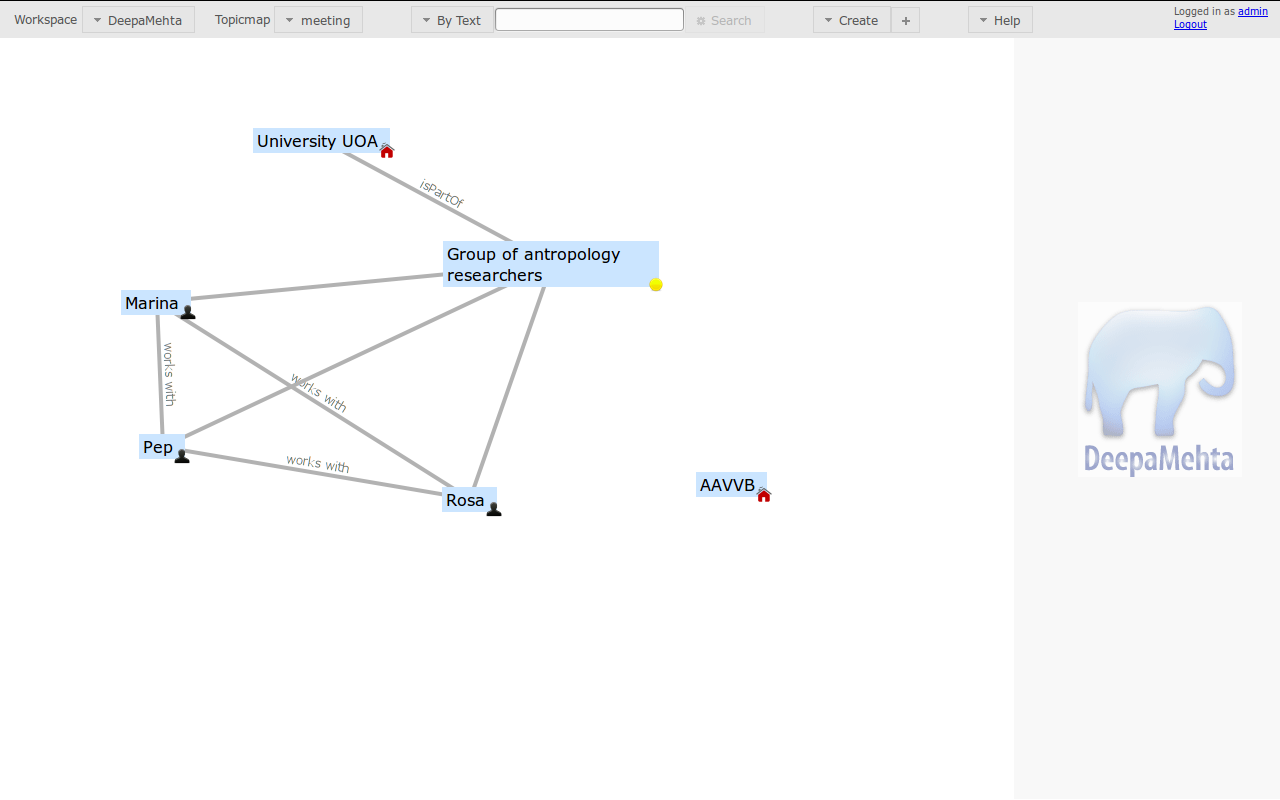 Workspace DeepaMehta Topicmap meeting By Text Search Create + Help
Logged in as admin
Logout
University UOA
isPartOf
Group of antropology
researchers
Marina
works with
works with
Pep
works with
Rosa
AAVVB
DeepaMehta